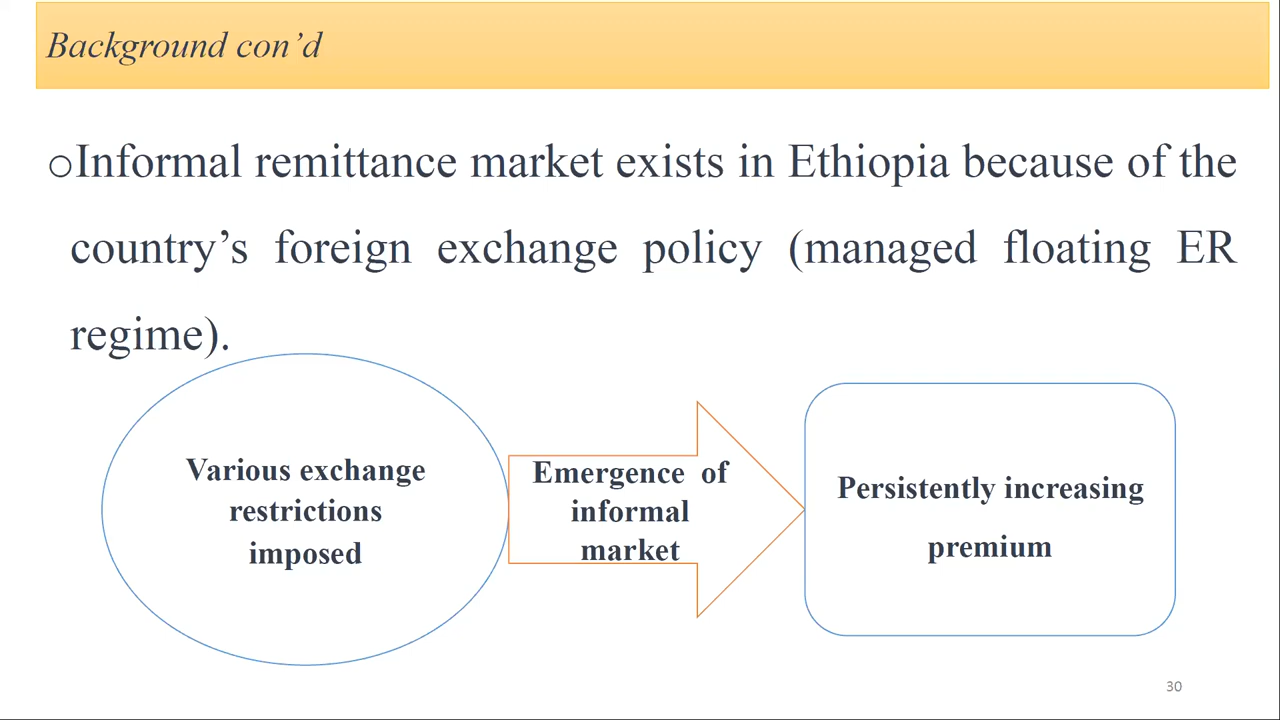 Background con’d
oInformal remittance market exists in Ethiopia because of the
country’s foreign exchange policy (managed floating ER
regime).
Various exchange
restrictions
imposed
Emergence of
informal
market
Persistently increasing
premium
30